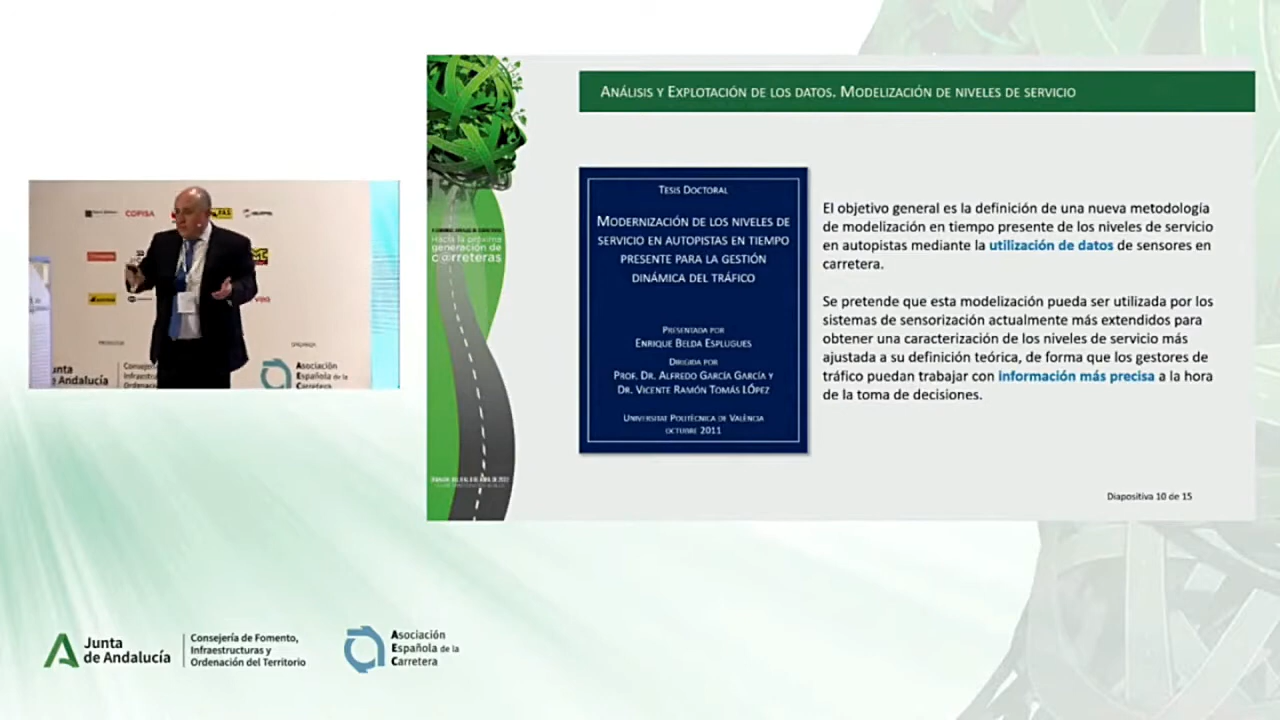 ANÁLISIS Y EXPLOTACIÓN DE LOS DATOS. MODELIZACIÓN DE NIVELES DE SERVICIO
TESIS DOCTORAL
MODERNIZACIÓN DE LOS NIVELES DE
SERVICIO EN AUTOPISTAS EN TIEMPO
PRESENTE PARA LA GESTIÓN
DINÁMICA DEL TRÁFICO
PRESENTADA POR
ENRIQUE BELDA ESPLUGUES
DIRIGIDA POR
PROF. DR. ALFREDO GARCÍA GARCÍA Y
DR. VICENTE RAMÓN TOMÁS LÓPEZ
UNIVERSITAT POLITÈCNICA DE VALÈNCIA
OCTUBRE 2011
El objetivo general es la definición de una nueva metodología
de modelización en tiempo presente de los niveles de servicio
en autopistas mediante la utilización de datos de sensores en
carretera.
Se pretende que esta modelización pueda ser utilizada por los
sistemas de sensorización actualmente más extendidos para
obtener una caracterización de los niveles de servicio más
ajustada a su definición teórica, de forma que los gestores de
tráfico puedan trabajar con información más precisa a la hora
de la toma de decisiones.
Diapositiva 10 de 15
Hacia la próxima
generación de
carreteras
COPISA
unta
Andalucía
Asociación
Española de la
Carretera
Junta
de Andalucía
Consejería de Fomento,
Infraestructuras y
Ordenación del Territorio
Asociación
Española de la
Carretera